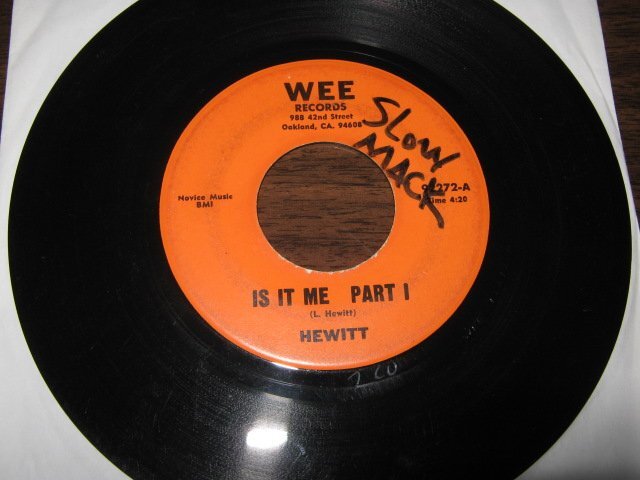 WEE
RECORDS
988 42nd Street
Oakland, CA. 94608
SLOW
MACK
Novice Music
BMI
272-A
Time 4:20
IS IT ME PART I
(L. Hewitt)
HEWITT